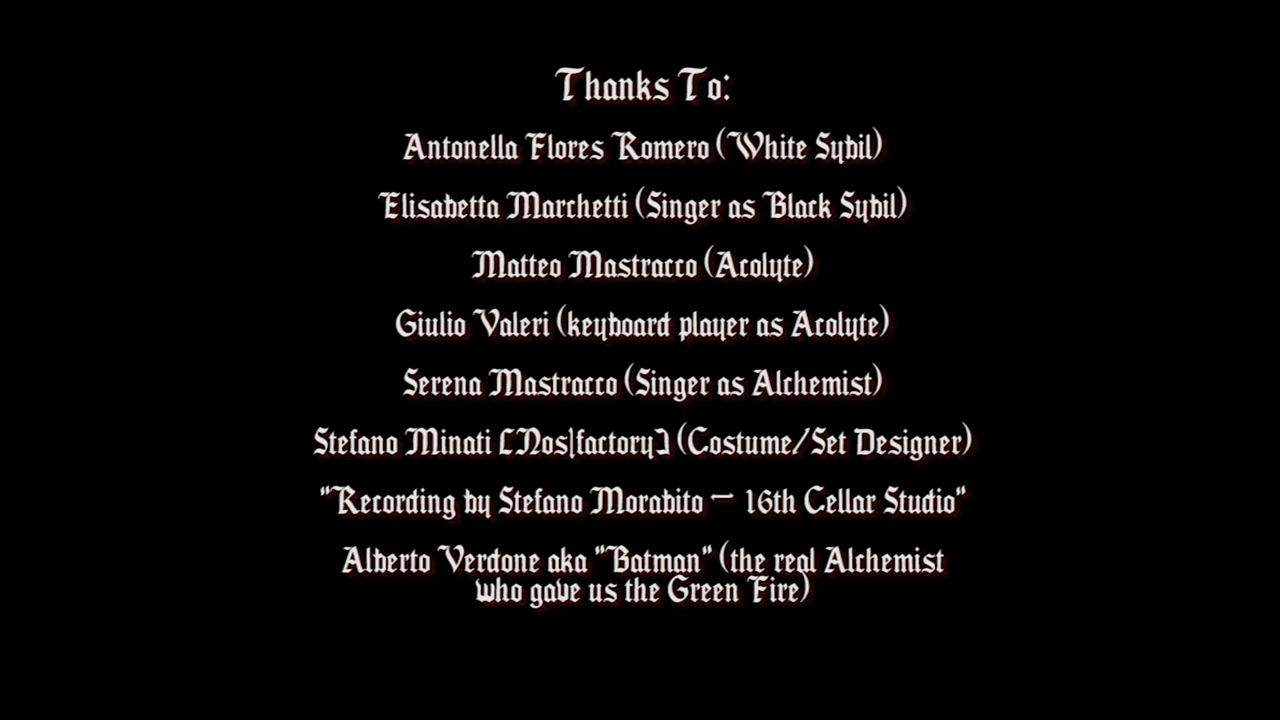 Thanks To:
Antonella Flores Romero (White Sybil)
Elisabetta Marchetti (Singer as Black Sybil)
Matteo Mastracco (Acolyte)
Giulio Valeri (keyboard player as Acolyte)
Serena Mastracco (Singer as Alchemist)
Stefano Minati [Nos|factory] (Costume/Set Designer)
"Recording by Stefano Morabito – 16th Cellar Studio"
Alberto Verdone aka "Batman" (the real Alchemist
who gave us the Green Fire)